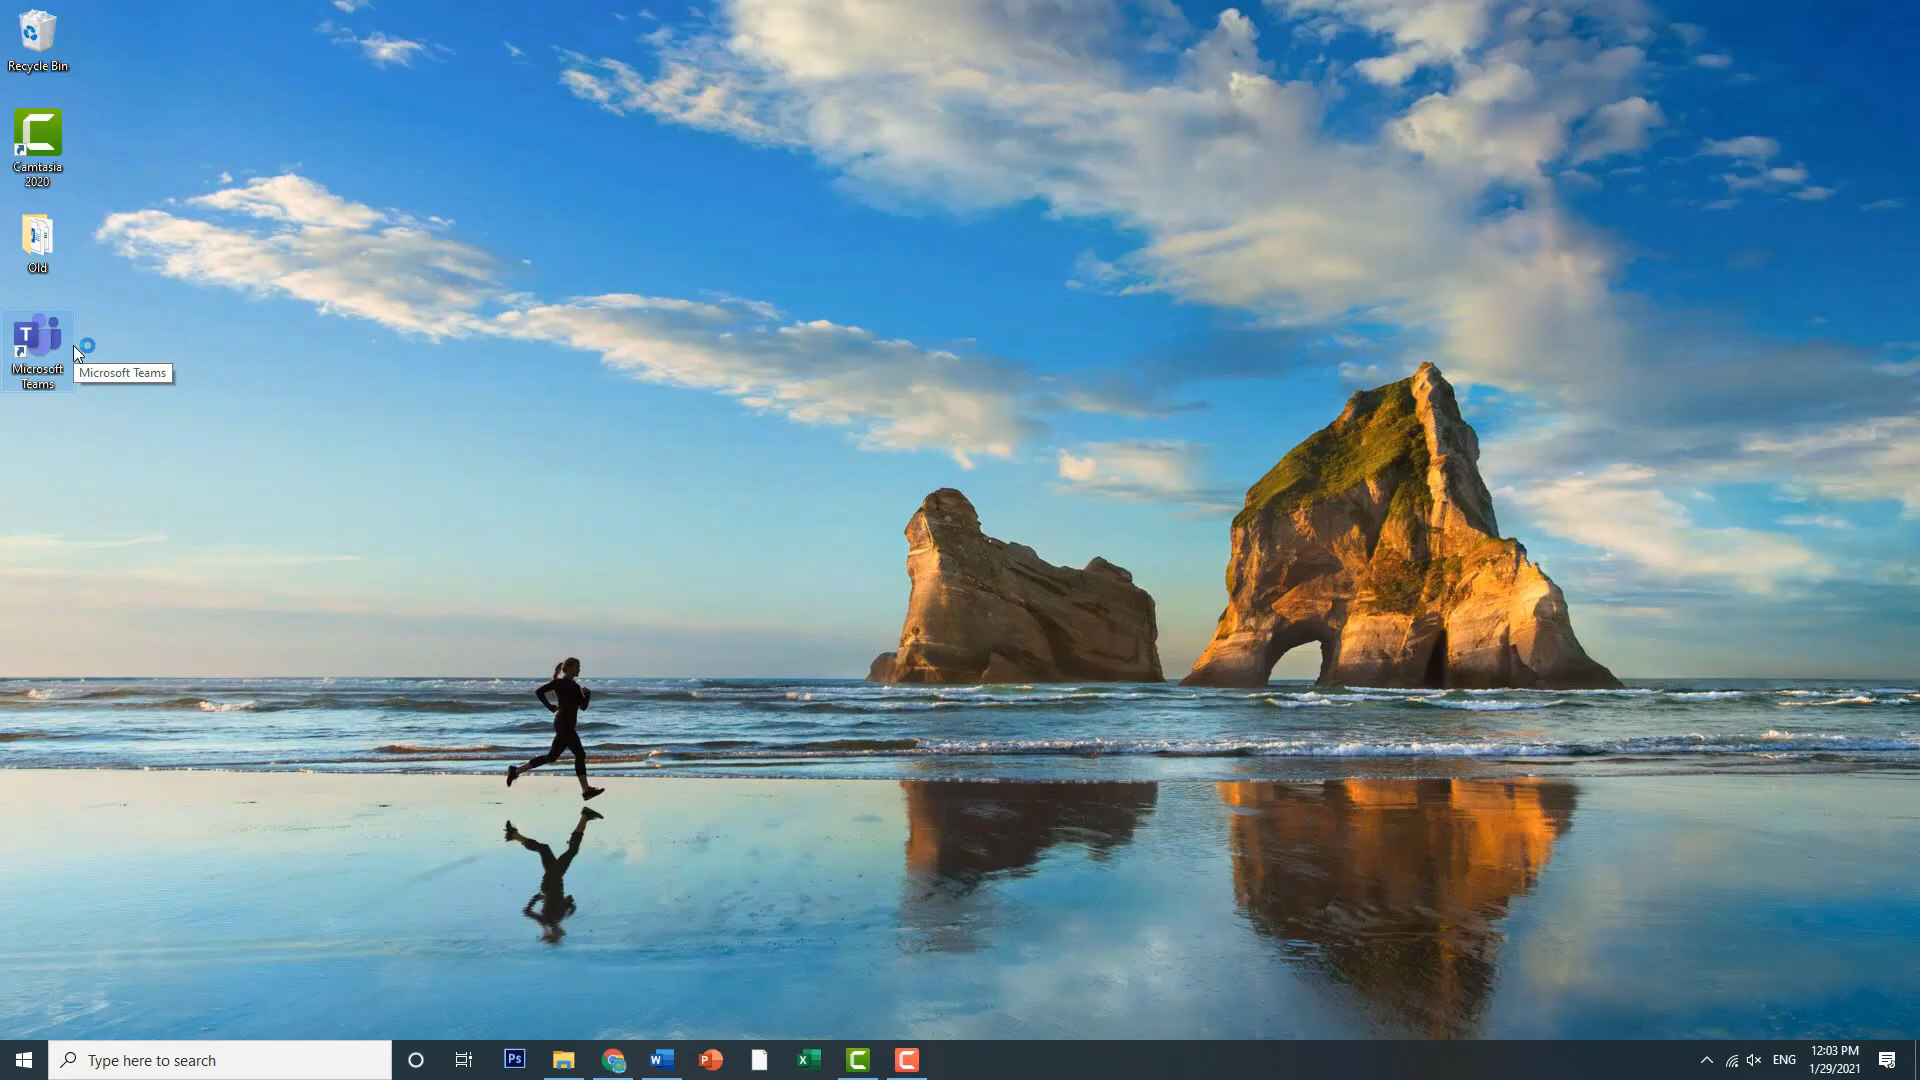 Recycle Bin
Camtasia
2020
Old
T
Microsoft
Teams
Microsoft Teams
Type here to search
Ps
W
P
X
ENG
12:03 PM
1/29/2021